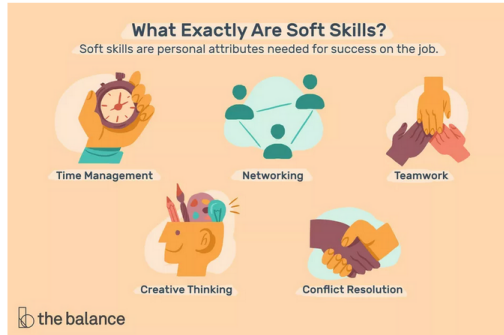 What Exactly Are Soft Skills?
Soft skills are personal attributes needed for success on the job.
Time Management
Networking
Teamwork
Creative Thinking
Conflict Resolution
the balance